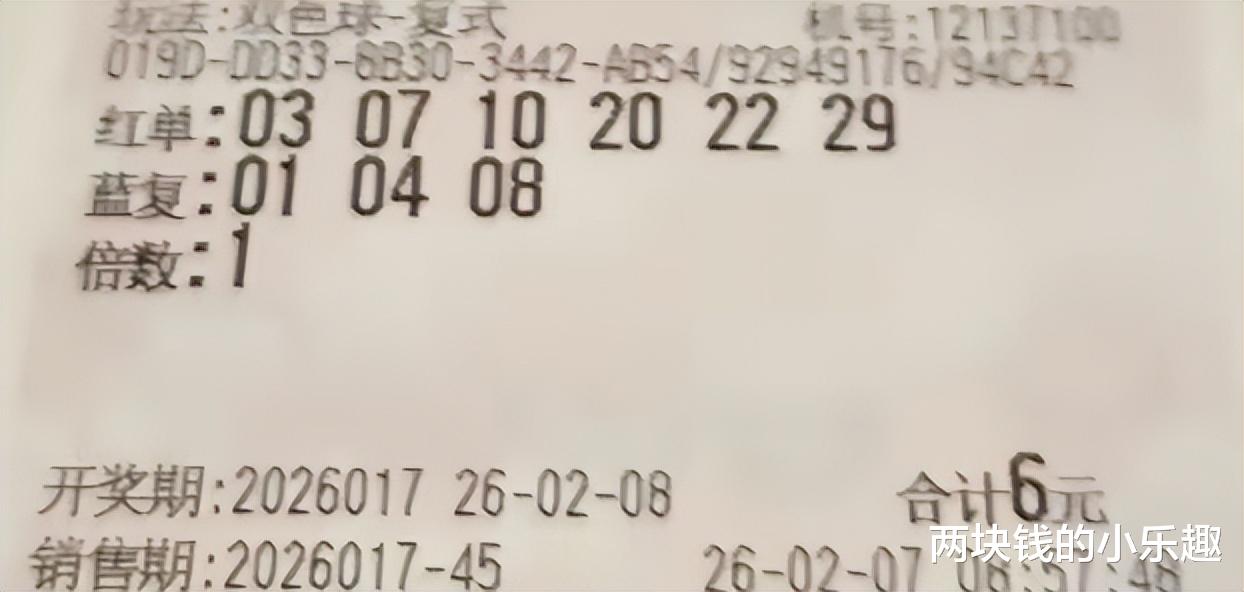 玩法:双色球-复式 机号:12137100
019D-DD33-8B30-3442-AB54/92949176/94C42
红单:03 07 10 20 22 29
蓝复:01 04 08
倍数:1
开奖期:2026017 26-02-08 合计6元
销售期:2026017-45 26-02-07
两块钱的小乐趣